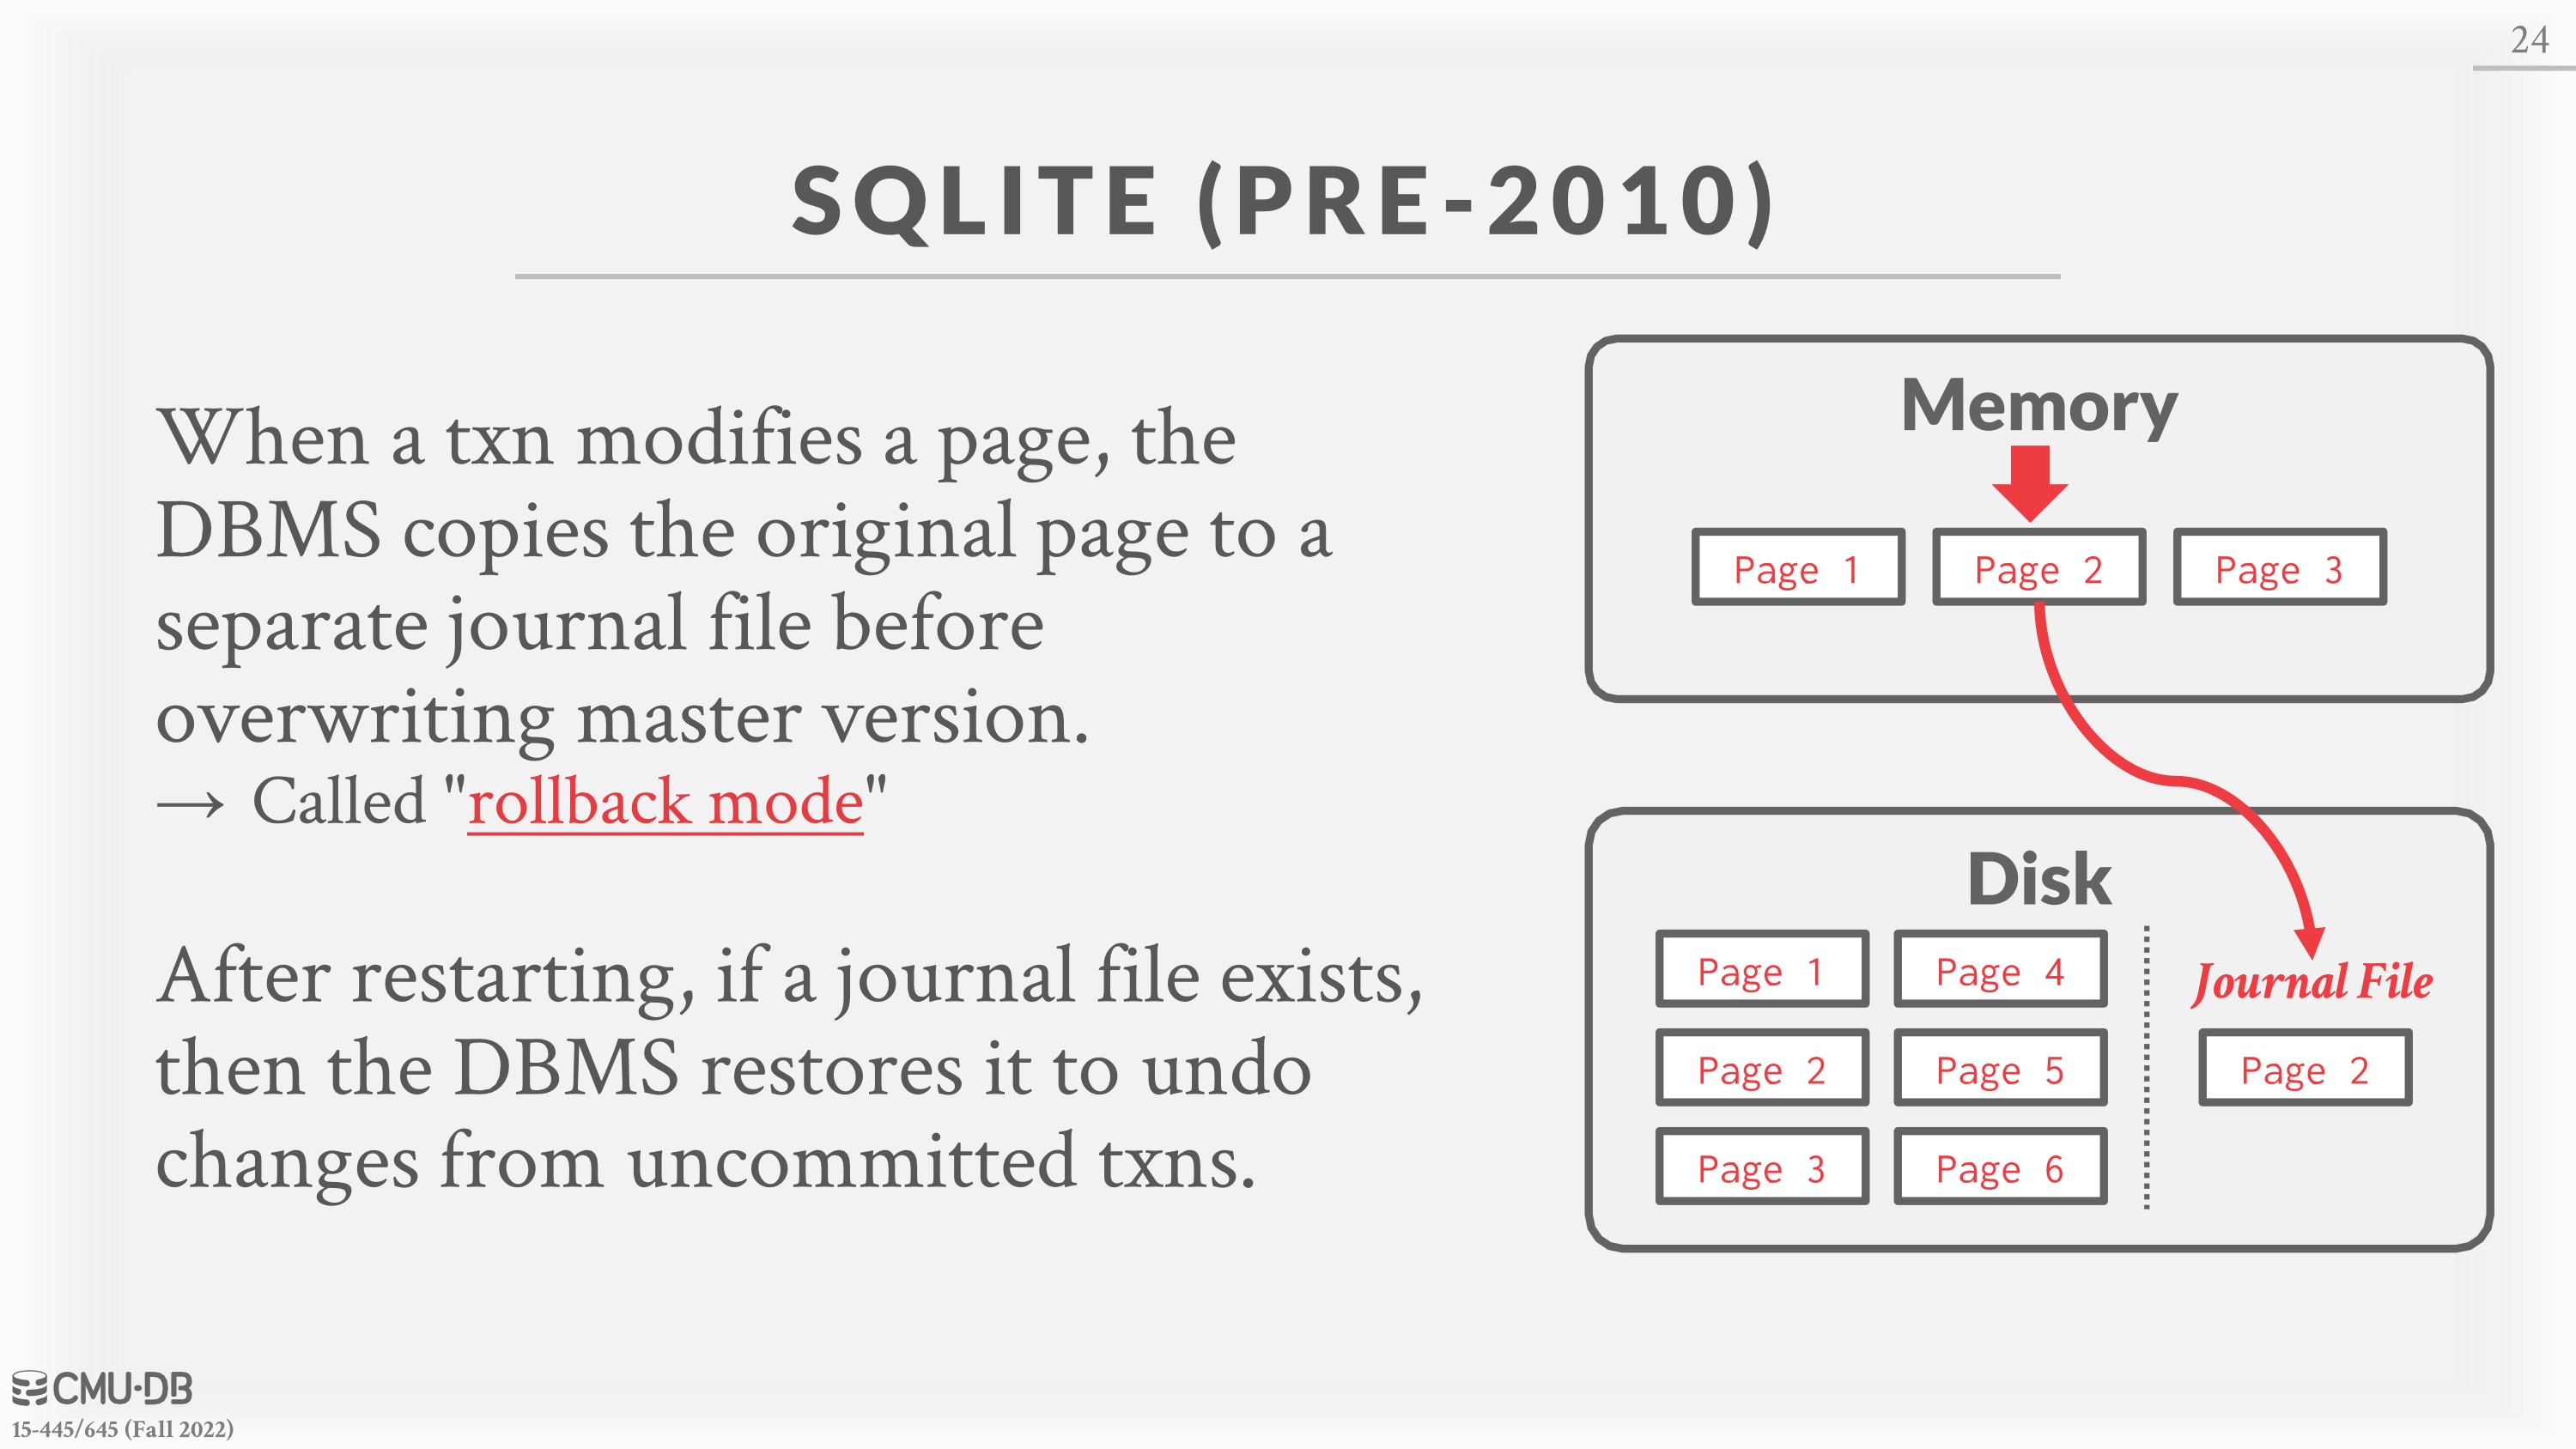 24
SQLITE (PRE-2010)
When a txn modifies a page, the
DBMS copies the original page to a
separate journal file before
overwriting master version.
→ Called "rollback mode"
After restarting, if a journal file exists,
then the DBMS restores it to undo
changes from uncommitted txns.
Memory
Page 1 Page 2 Page 3
Disk
Page 1 Page 4
Page 2 Page 5
Page 3 Page 6
Journal File
Page 2
CMU·DB
15-445/645 (Fall 2022)